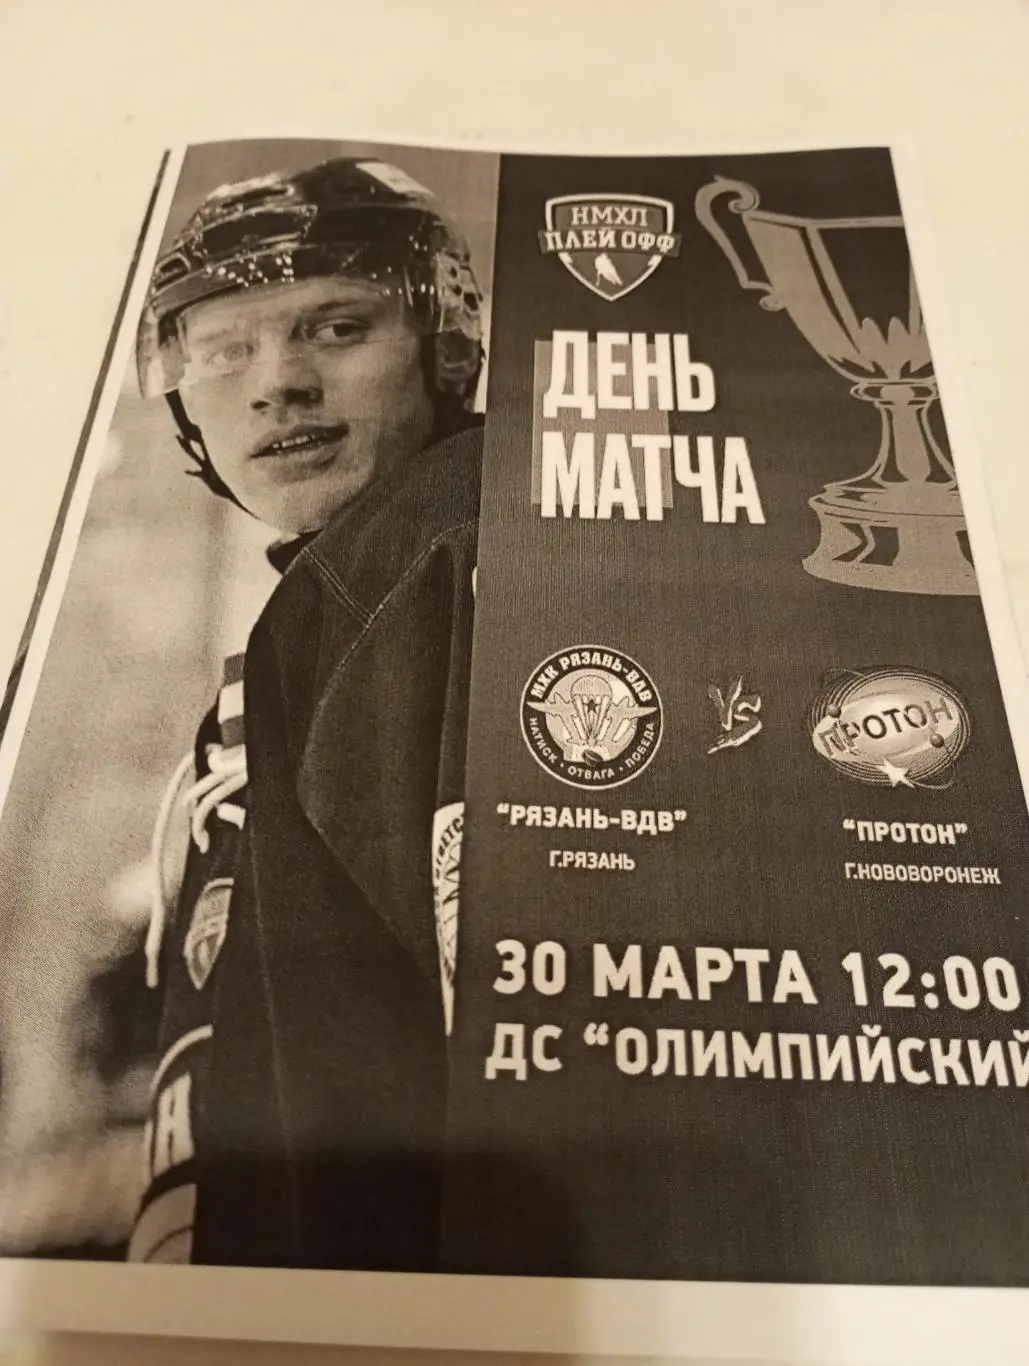 НМХЛ
ПЛЕЙ ОФФ
ДЕНЬ
МАТЧА
МХК РЯЗАНЬ-ВДВ
НАТИСК • ОТВАГА • ПОБЕДА
VS
ПРОТОН
"РЯЗАНЬ-ВДВ"
Г.РЯЗАНЬ
"ПРОТОН"
Г.НОВОВОРОНЕЖ
30 МАРТА 12:00
ДС "ОЛИМПИЙСКИЙ